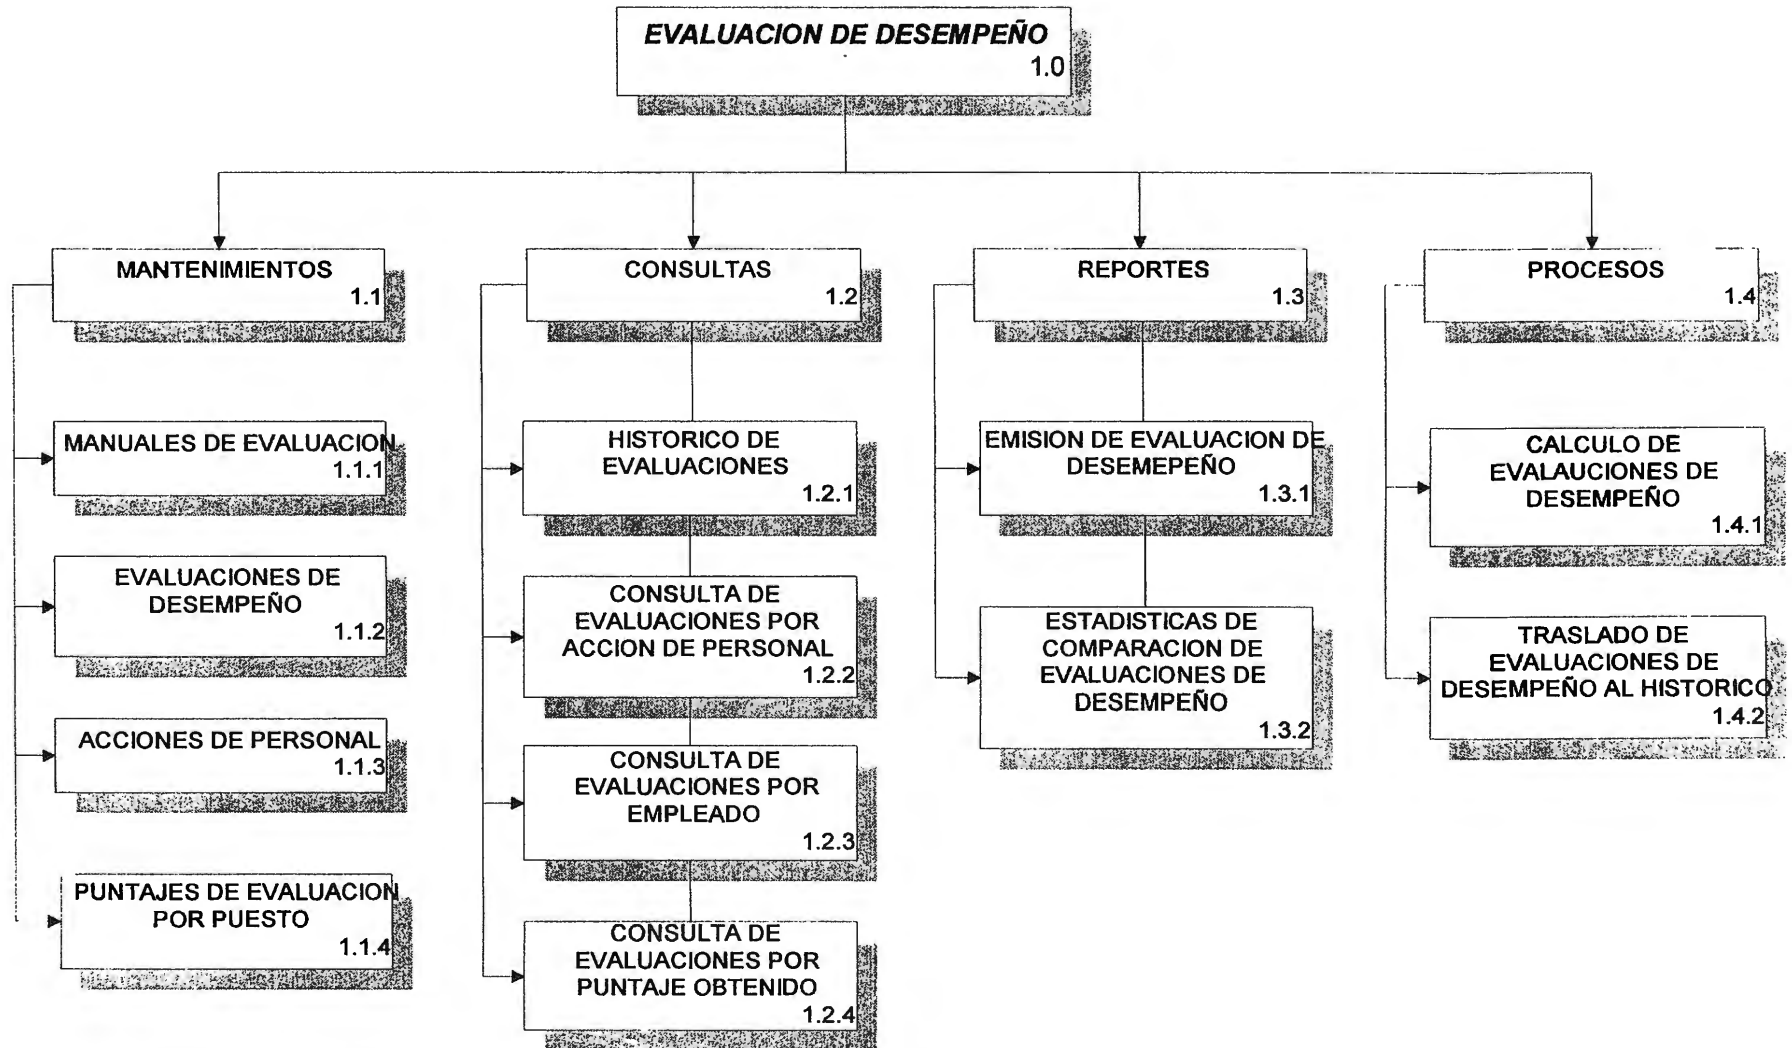 EVALUACION DE DESEMPEÑO
1.0
MANTENIMIENTOS
1.1
CONSULTAS
1.2
REPORTES
1.3
PROCESOS
1.4
MANUALES DE EVALUACION
1.1.1
EVALUACIONES DE
DESEMPEÑO
1.1.2
ACCIONES DE PERSONAL
1.1.3
PUNTAJES DE EVALUACION
POR PUESTO
1.1.4
HISTORICO DE
EVALUACIONES
1.2.1
CONSULTA DE
EVALUACIONES POR
ACCION DE PERSONAL
1.2.2
CONSULTA DE
EVALUACIONES POR
EMPLEADO
1.2.3
CONSULTA DE
EVALUACIONES POR
PUNTAJE OBTENIDO
1.2.4
EMISION DE EVALUACION DE
DESEMEPEÑO
1.3.1
ESTADISTICAS DE
COMPARACION DE
EVALUACIONES DE
DESEMPEÑO
1.3.2
CALCULO DE
EVALAUCIONES DE
DESEMPEÑO
1.4.1
TRASLADO DE
EVALUACIONES DE
DESEMPEÑO AL HISTORICO
1.4.2